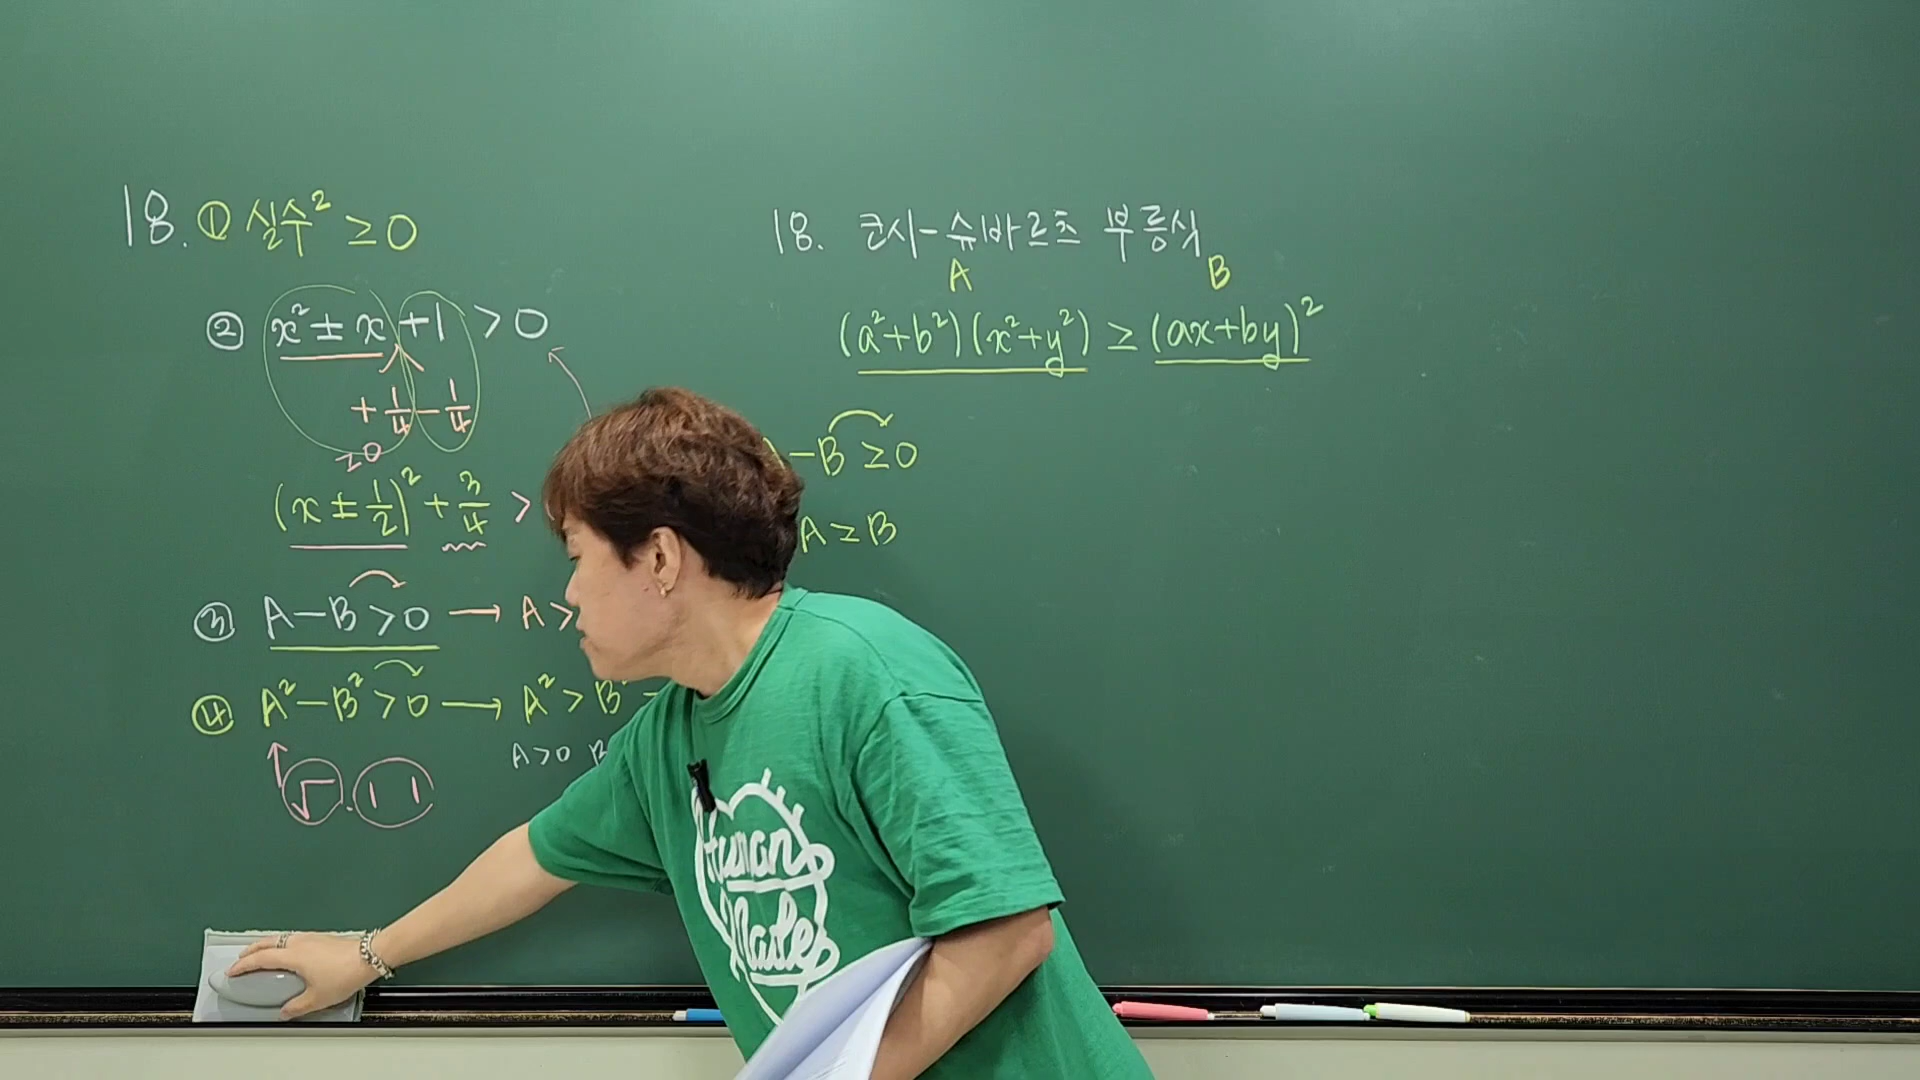 18. ① 실수² ≥ 0
② x² ± x + 1 > 0
+ 1/4 - 1/4
≥0
(x ± 1/2)² + 3/4 >
③ A - B > 0 → A >
④ A² - B² > 0 → A² > B²
A>0 B
√ . | |
18. 코시-슈바르츠 부등식
A B
(a²+b²)(x²+y²) ≥ (ax+by)²
-B ≥ 0
A ≥ B
Human Made